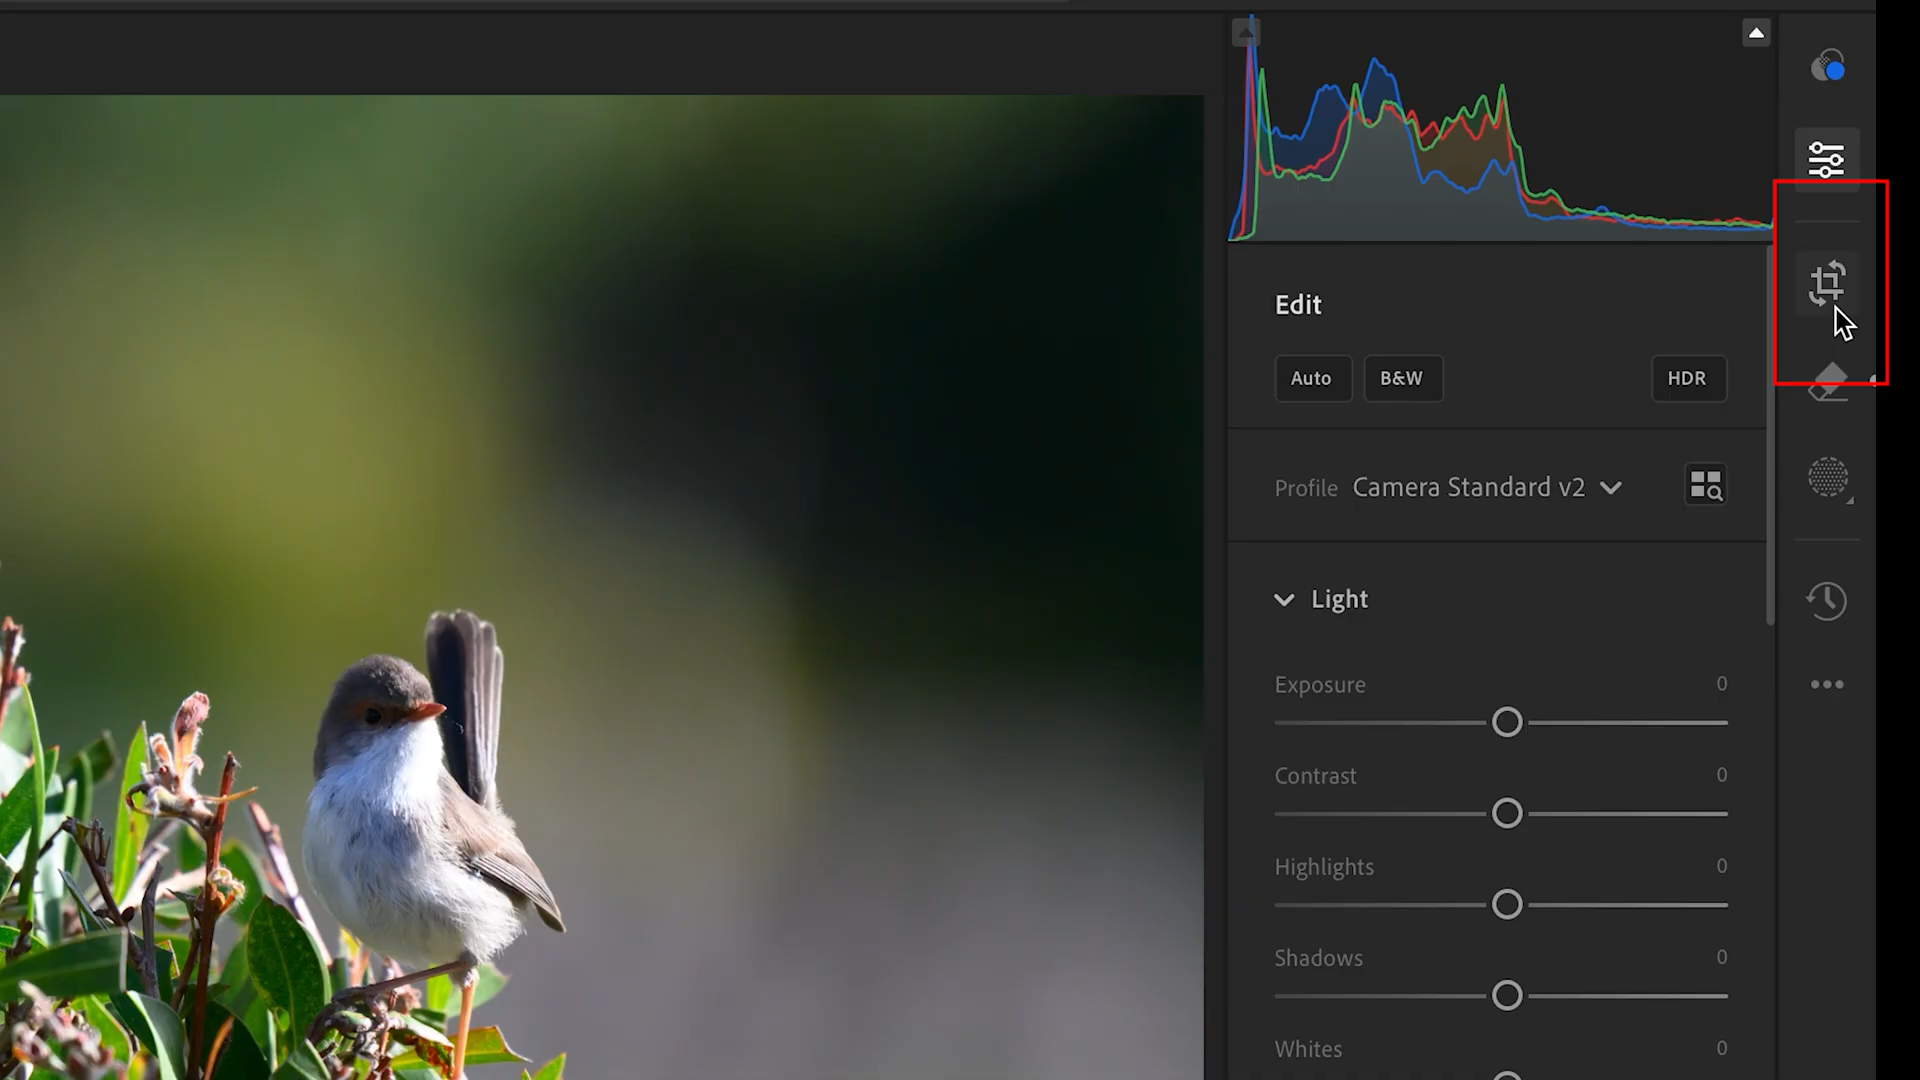 Edit
Auto B&W HDR
Profile Camera Standard v2
Light
Exposure 0
Contrast 0
Highlights 0
Shadows 0
Whites 0